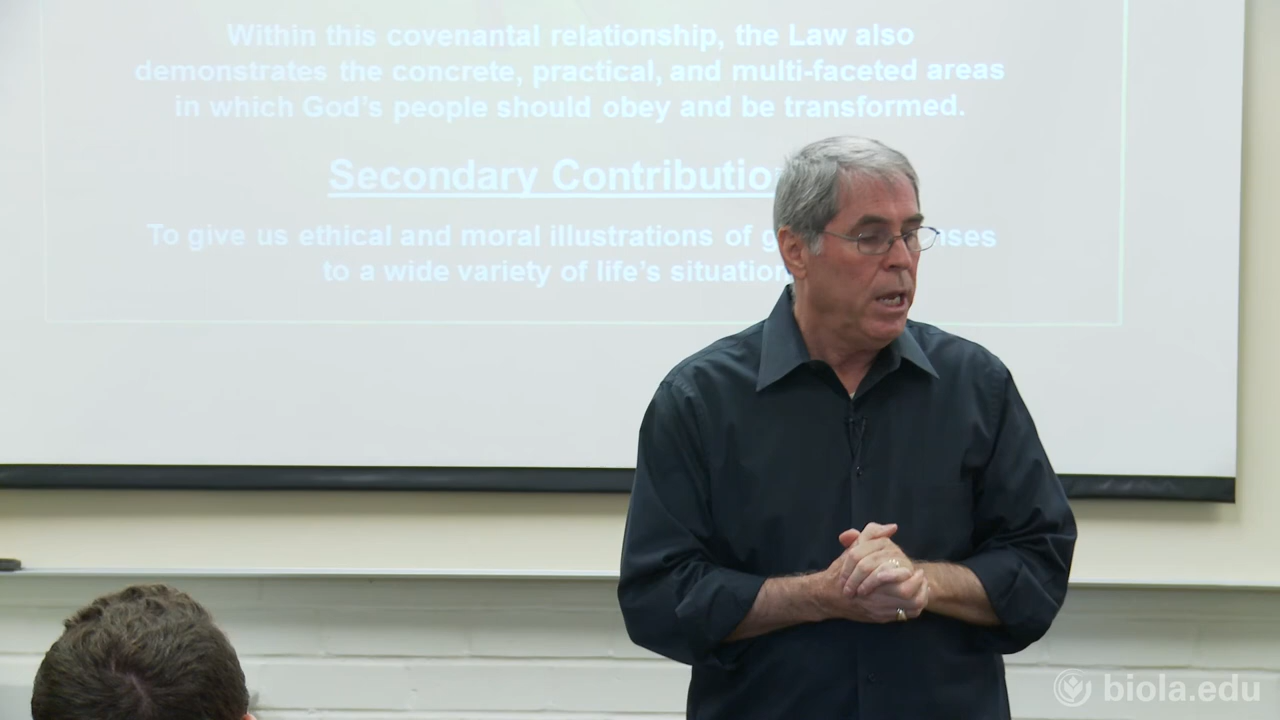 Within this covenantal relationship, the Law also
demonstrates the concrete, practical, and multi-faceted areas
in which God's people should obey and be transformed.
Secondary Contributio
To give us ethical and moral illustrations of
to a wide variety of life's situation
biola.edu